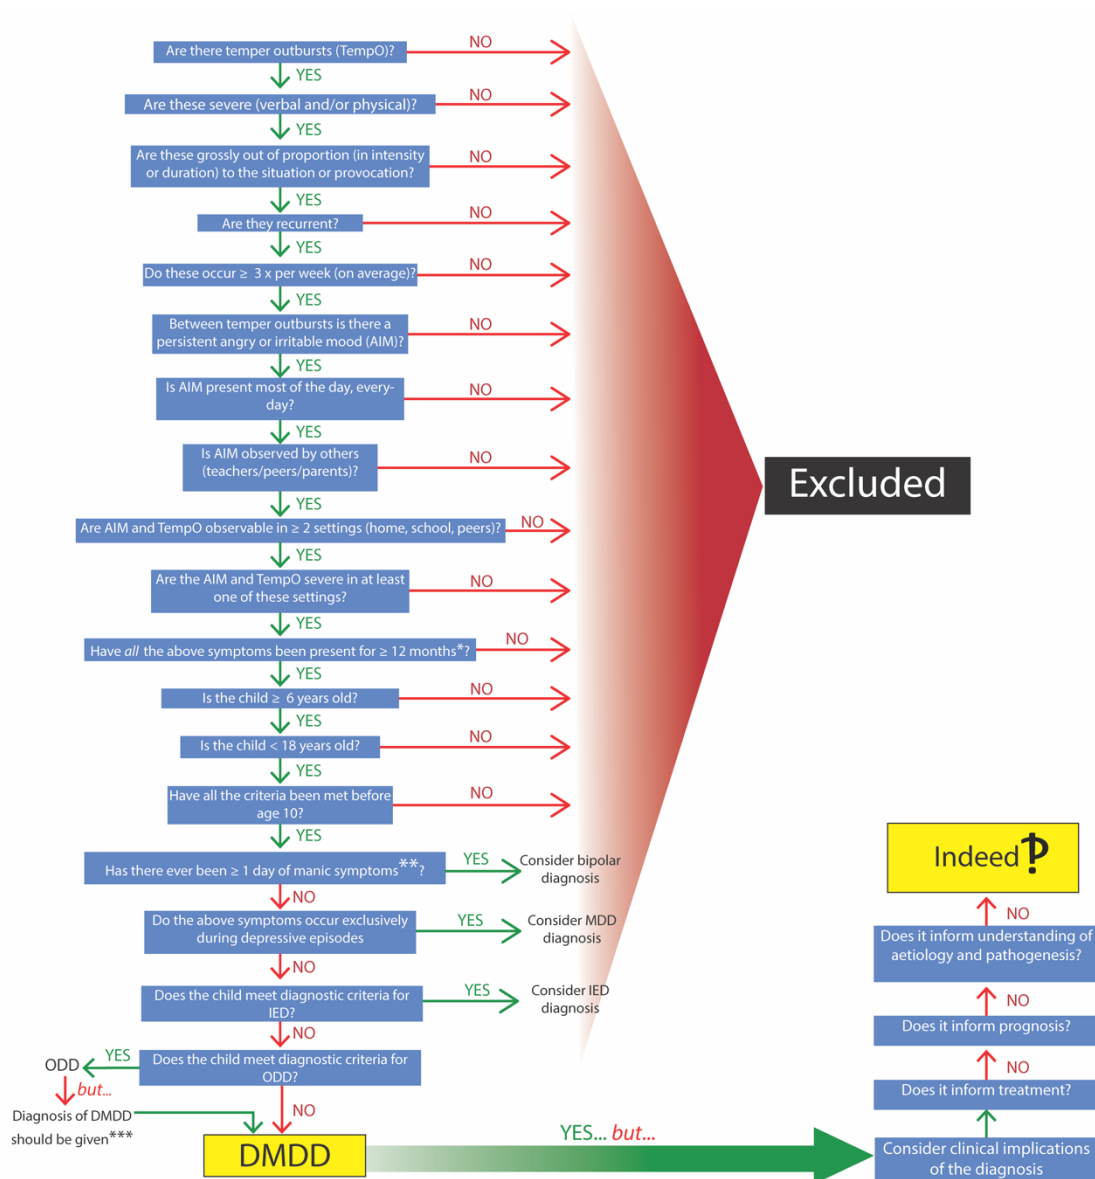 Are there temper outbursts (TempO)?
NO
YES
Are these severe (verbal and/or physical)?
NO
YES
Are these grossly out of proportion (in intensity
or duration) to the situation or provocation?
NO
YES
Are they recurrent?
NO
YES
Do these occur ≥ 3 x per week (on average)?
NO
YES
Between temper outbursts is there a
persistent angry or irritable mood (AIM)?
NO
YES
Is AIM present most of the day, every-
day?
NO
YES
Is AIM observed by others
(teachers/peers/parents)?
NO
YES
Are AIM and TempO observable in ≥ 2 settings (home, school, peers)?
NO
YES
Are the AIM and TempO severe in at least
one of these settings?
NO
YES
Have all the above symptoms been present for ≥ 12 months*?
NO
YES
Is the child ≥ 6 years old?
NO
YES
Is the child < 18 years old?
NO
YES
Have all the criteria been met before
age 10?
NO
YES
Excluded
Has there ever been ≥ 1 day of manic symptoms**?
YES
Consider bipolar
diagnosis
NO
Do the above symptoms occur exclusively
during depressive episodes
YES
Consider MDD
diagnosis
NO
Does the child meet diagnostic criteria for
IED?
YES
Consider IED
diagnosis
NO
Does the child meet diagnostic criteria for
ODD?
YES
ODD
but...
Diagnosis of DMDD
should be given***
NO
DMDD
YES... but...
Consider clinical implications
of the diagnosis
Does it inform treatment?
NO
Does it inform prognosis?
NO
Does it inform understanding of
aetiology and pathogenesis?
NO
Indeed‽